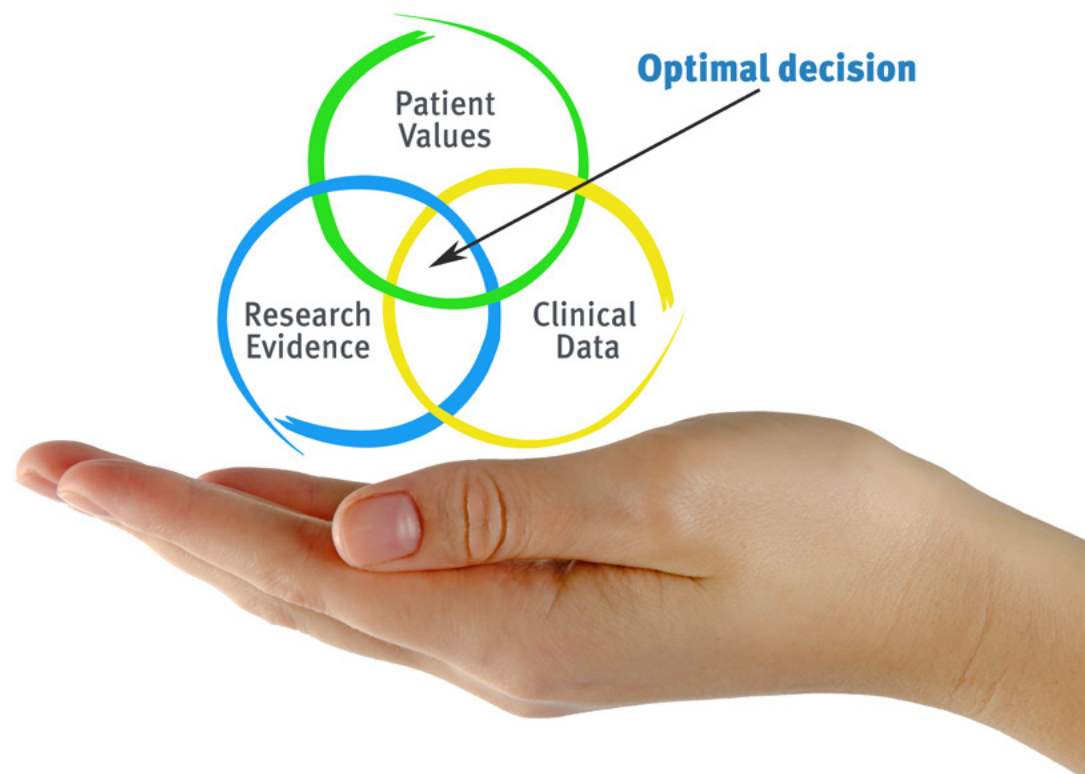 Optimal decision
Patient
Values
Research
Evidence
Clinical
Data